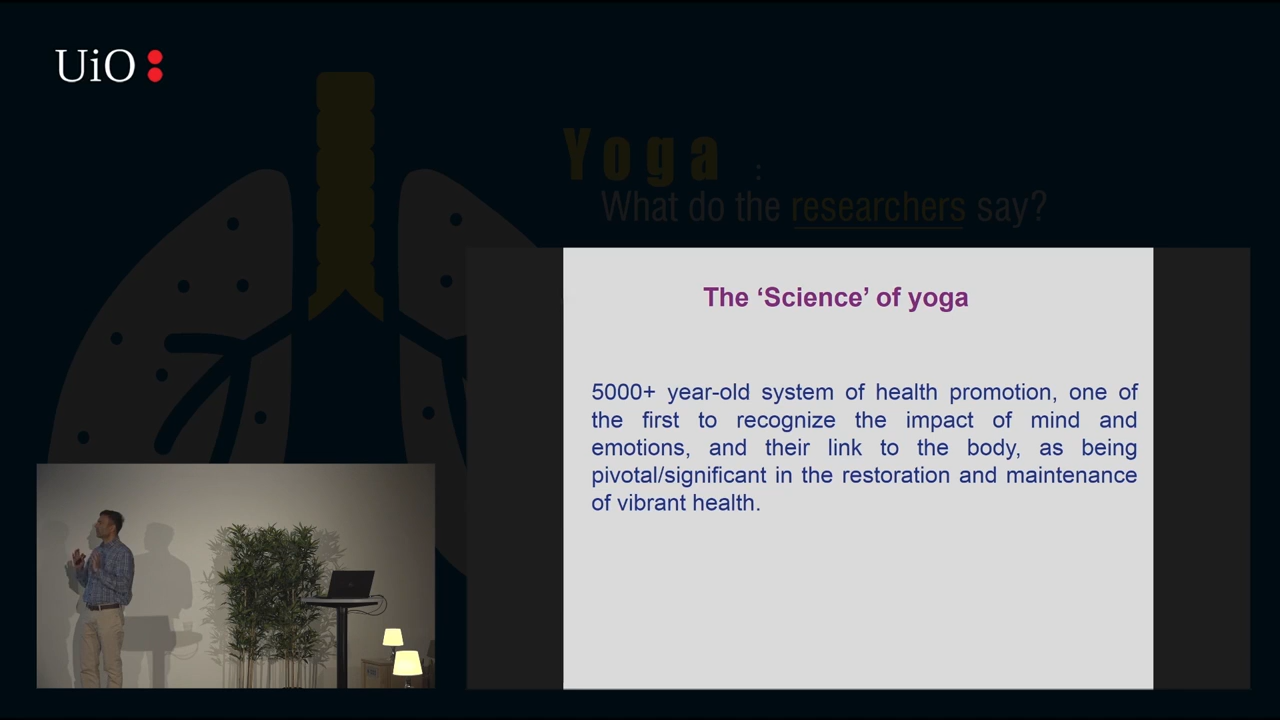 UiO:
Yoga :
What do the researchers say?
The ‘Science’ of yoga
5000+ year-old system of health promotion, one of
the first to recognize the impact of mind and
emotions, and their link to the body, as being
pivotal/significant in the restoration and maintenance
of vibrant health.